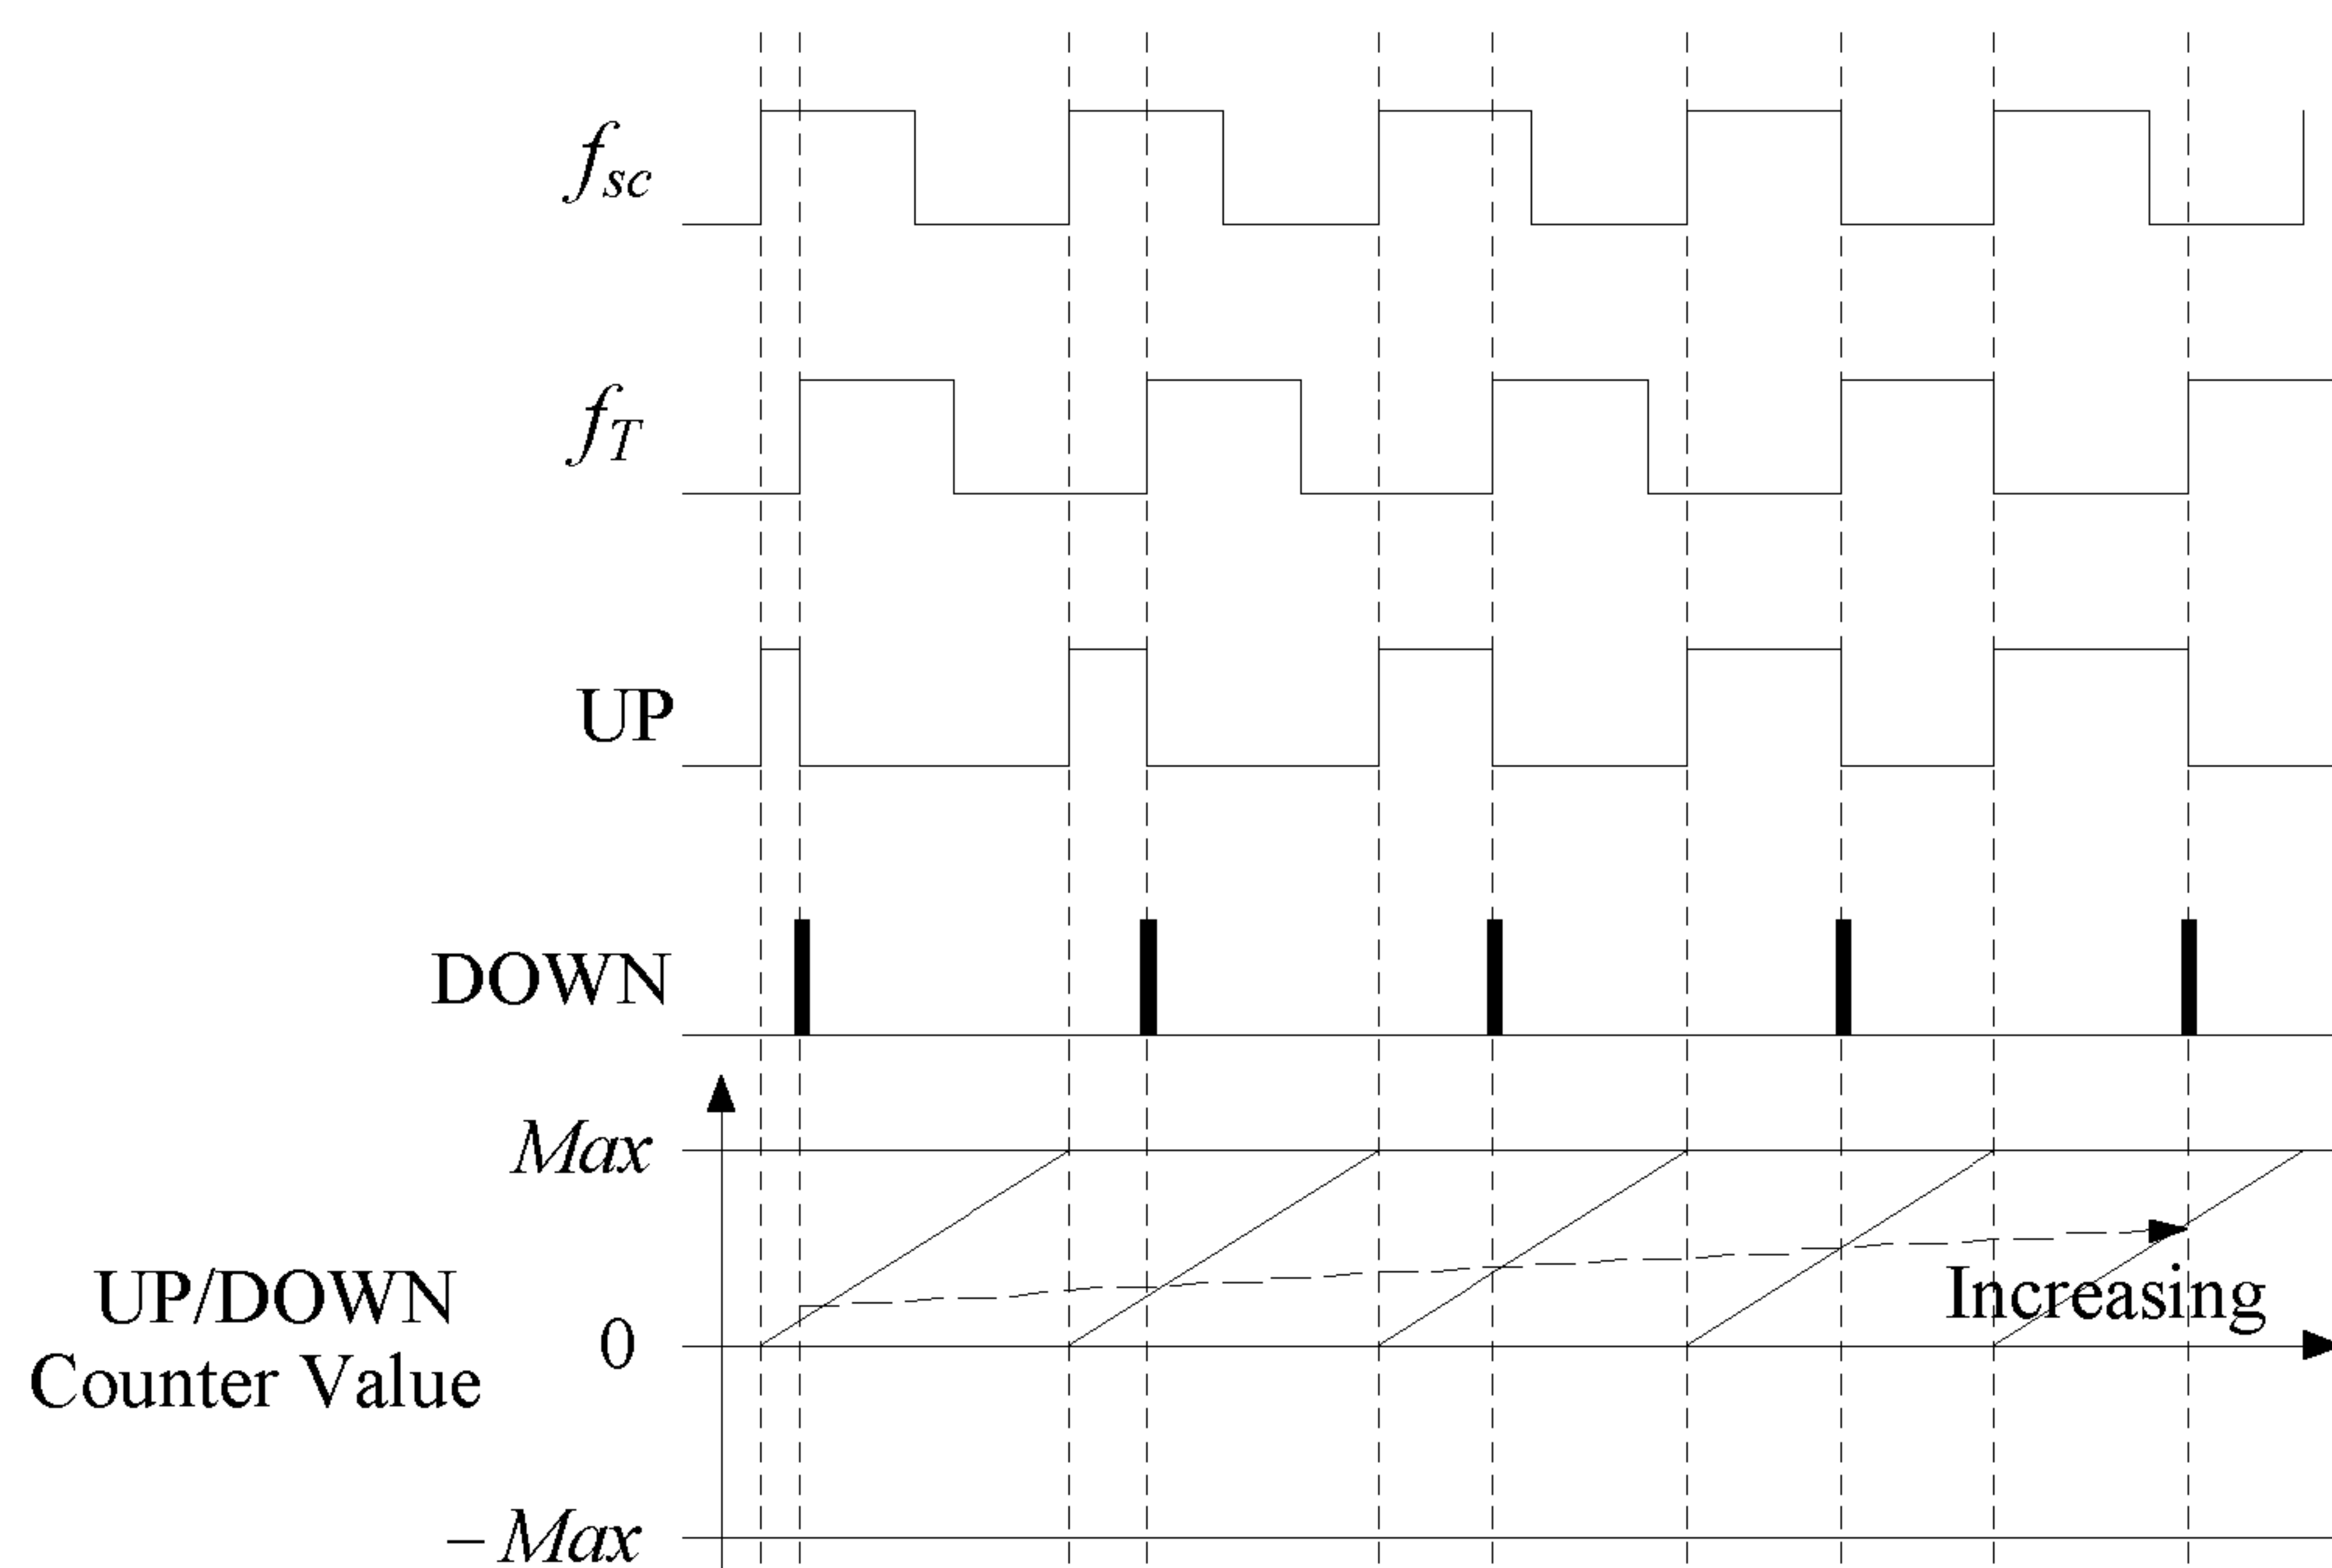 f_sc
f_T
UP
DOWN
Max
UP/DOWN
Counter Value
0
Increasing
– Max